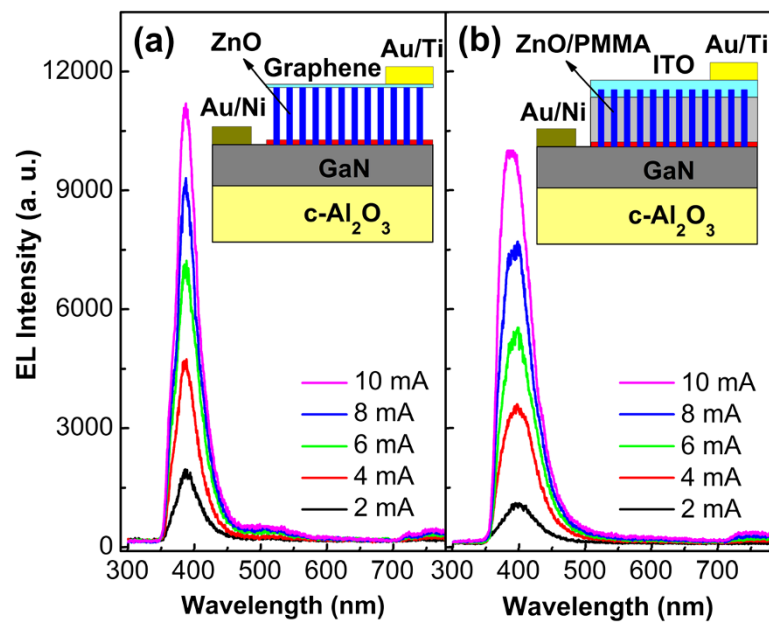 (a)
ZnO
Graphene
Au/Ti
Au/Ni
GaN
c-Al₂O₃
10 mA
8 mA
6 mA
4 mA
2 mA
(b)
ZnO/PMMA
ITO
Au/Ti
Au/Ni
GaN
c-Al₂O₃
10 mA
8 mA
6 mA
4 mA
2 mA
EL Intensity (a. u.)
12000
9000
6000
3000
0
300 400 500 600 700
300 400 500 600 700
Wavelength (nm)
Wavelength (nm)